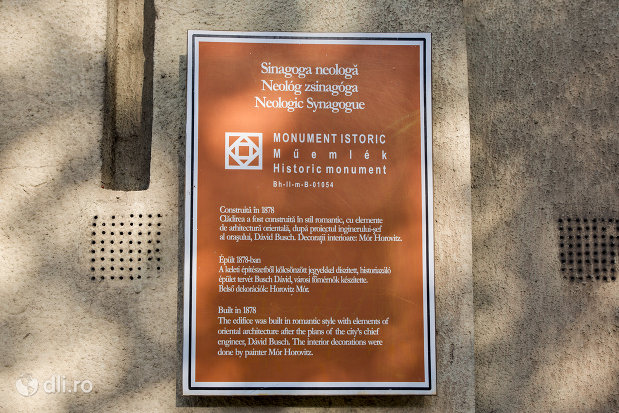 Sinagoga neologă
Neológ zsinagóga
Neologic Synagogue
MONUMENT ISTORIC
Műemlék
Historic monument
Bh-II-m-B-01054
Construită în 1878
Clădirea a fost construită în stil romantic, cu elemente
de arhitectură orientală, după proiectul inginerului-șef
al orașului, Dávid Busch. Decorații interioare: Mór Horovitz.
Épült 1878-ban
A keleti építészetből kölcsönzött jegyekkel díszített, historizáló
épület tervét Busch Dávid, városi főmérnök készítette.
Belső dekorációk: Horovitz Mór.
Built in 1878
The edifice was built in romantic style with elements of
oriental architecture after the plans of the city's chief
engineer, Dávid Busch. The interior decorations were
done by painter Mór Horovitz.
dli.ro